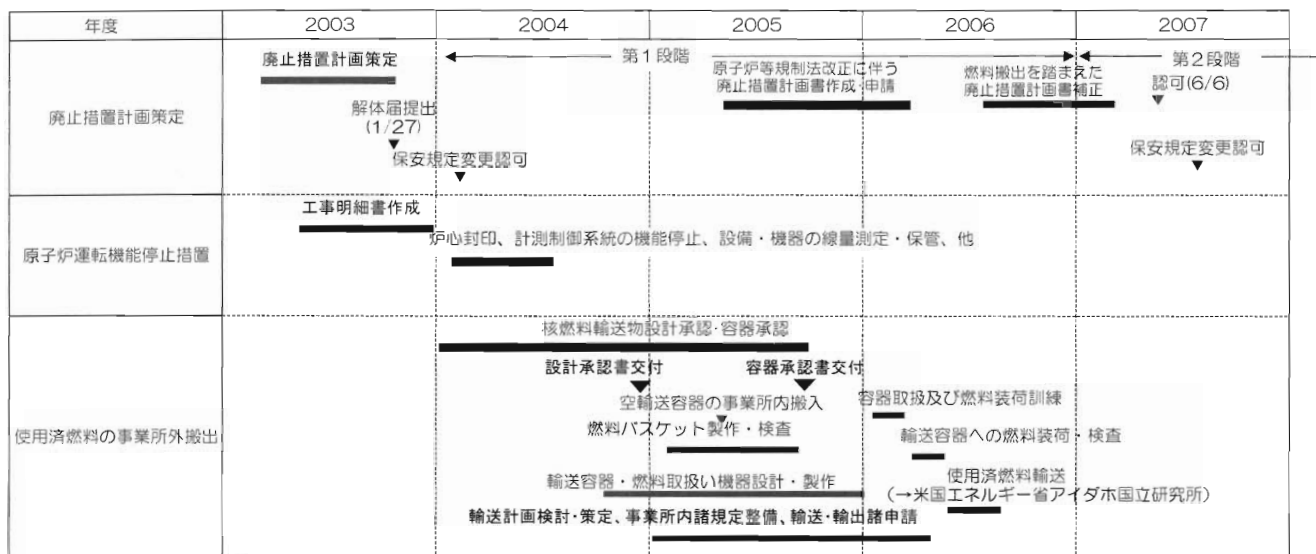 年度 2003 2004 2005 2006 2007
廃止措置計画策定
廃止措置計画策定
第1段階
第2段階
解体届提出
(1/27)
保安規定変更認可
原子炉等規制法改正に伴う
廃止措置計画書作成・申請
燃料搬出を踏まえた
廃止措置計画書補正
認可(6/6)
保安規定変更認可
原子炉運転機能停止措置
工事明細書作成
炉心封印、計測制御系統の機能停止、設備・機器の線量測定・保管、他
使用済燃料の事業所外搬出
核燃料輸送物設計承認・容器承認
設計承認書交付
容器承認書交付
空輸送容器の事業所内搬入
容器取扱及び燃料装荷訓練
燃料バスケット製作・検査
輸送容器への燃料装荷・検査
輸送容器・燃料取扱い機器設計・製作
使用済燃料輸送
(→米国エネルギー省アイダホ国立研究所)
輸送計画検討・策定、事業所内諸規定整備、輸送・輸出諸申請